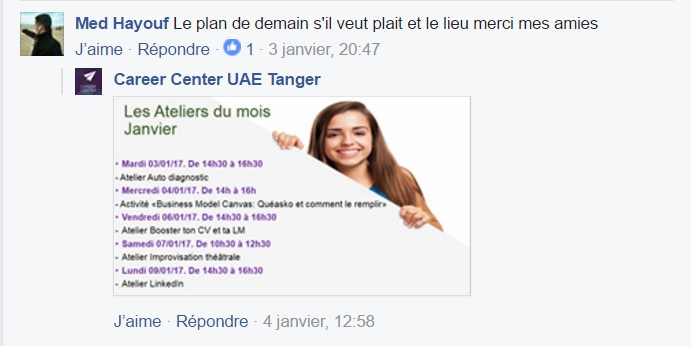 Med Hayouf Le plan de demain s'il veut plait et le lieu merci mes amies
J'aime · Répondre · 1 · 3 janvier, 20:47
Career Center UAE Tanger
Les Ateliers du mois
Janvier
• Mardi 03/01/17. De 14h30 à 16h30
- Atelier Auto diagnostic
• Mercredi 04/01/17. De 14h à 16h
- Activité «Business Model Canvas: Quéasko et comment le remplir»
• Vendredi 06/01/17. De 14h30 à 16h30
- Atelier Booster ton CV et ta LM
• Samedi 07/01/17. De 10h30 à 12h30
- Atelier Improvisation théâtrale
• Lundi 09/01/17. De 14h30 à 16h30
- Atelier LinkedIn
J'aime · Répondre · 4 janvier, 12:58